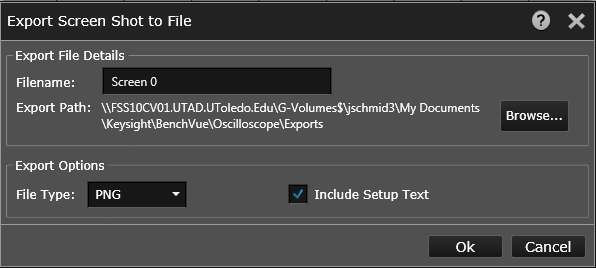 Export Screen Shot to File
Export File Details
Filename: Screen 0
Export Path: \\FSS10CV01.UTAD.UToledo.Edu\G-Volumes$\jschmid3\My Documents
\Keysight\BenchVue\Oscilloscope\Exports
Browse...
Export Options
File Type: PNG Include Setup Text
Ok Cancel